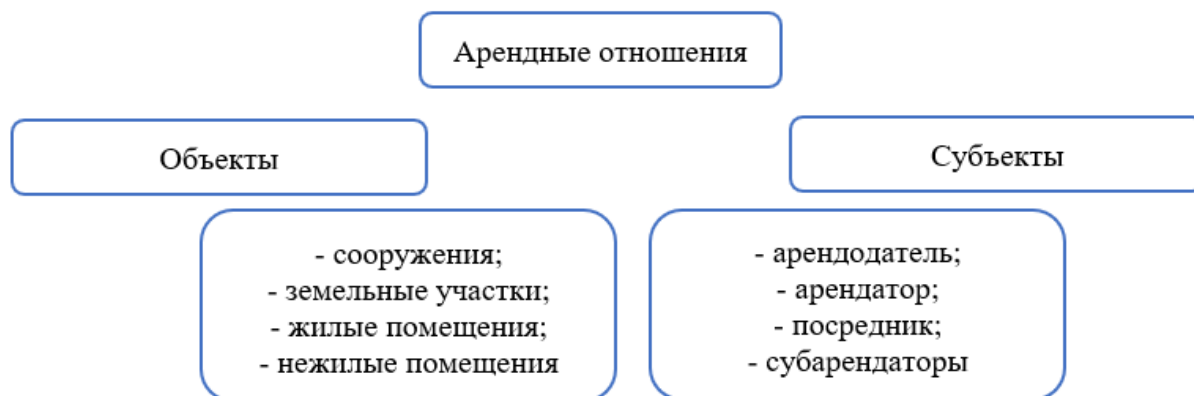 Арендные отношения
Объекты
Субъекты
- сооружения;
- земельные участки;
- жилые помещения;
- нежилые помещения
- арендодатель;
- арендатор;
- посредник;
- субарендаторы